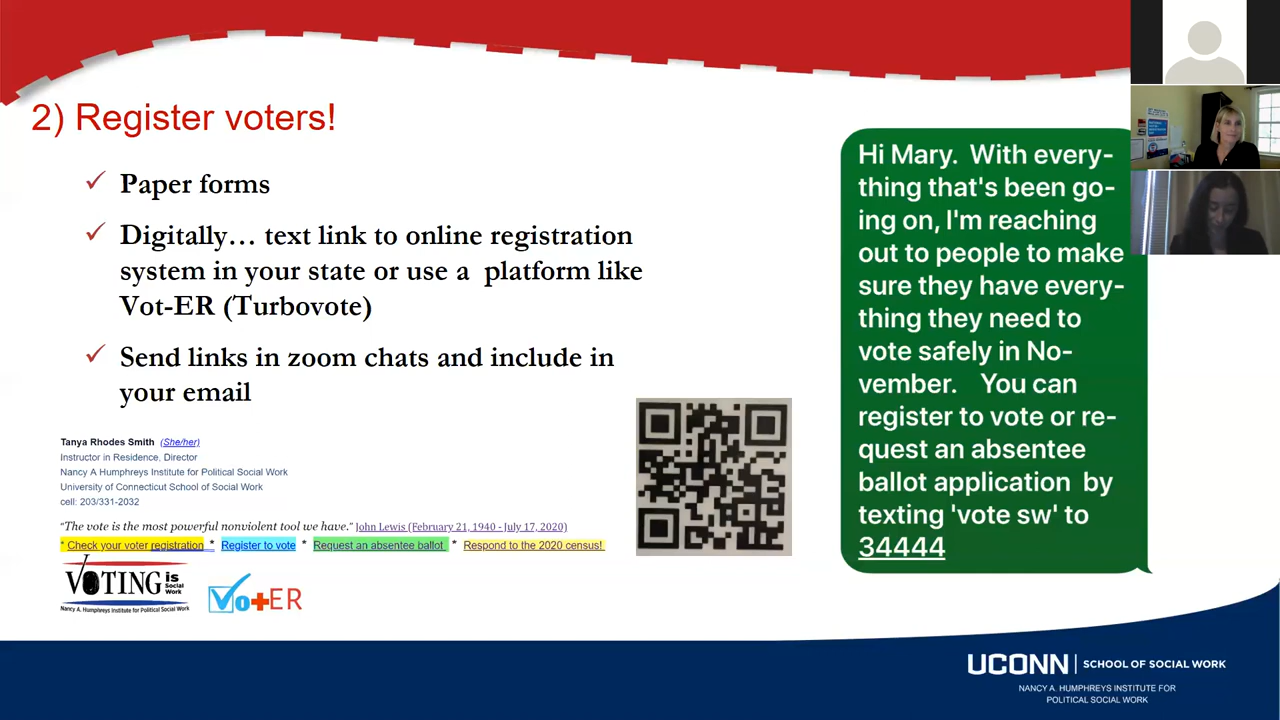 2) Register voters!
Paper forms
Digitally… text link to online registration
system in your state or use a platform like
Vot-ER (Turbovote)
Send links in zoom chats and include in
your email
Tanya Rhodes Smith (She/her)
Instructor in Residence, Director
Nancy A Humphreys Institute for Political Social Work
University of Connecticut School of Social Work
cell: 203/331-2032
"The vote is the most powerful nonviolent tool we have." John Lewis (February 21, 1940 - July 17, 2020)
* Check your voter registration * Register to vote * Request an absentee ballot * Respond to the 2020 census!
VOTING is
Social
Work
Nancy A. Humphreys Institute for Political Social Work
Vot+ER
Hi Mary. With every-
thing that's been go-
ing on, I'm reaching
out to people to make
sure they have every-
thing they need to
vote safely in No-
vember. You can
register to vote or re-
quest an absentee
ballot application by
texting 'vote sw' to
34444
UCONN | SCHOOL OF SOCIAL WORK
NANCY A. HUMPHREYS INSTITUTE FOR
POLITICAL SOCIAL WORK